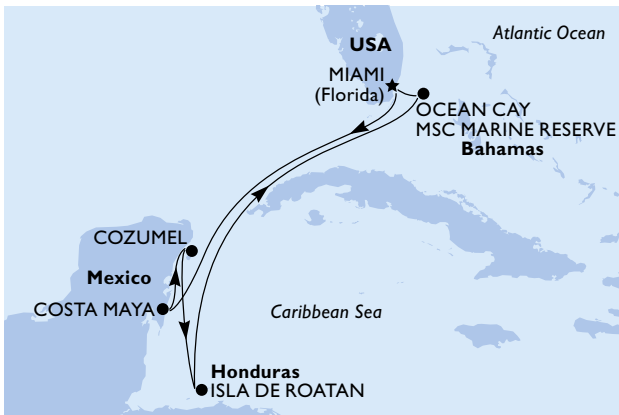 Atlantic Ocean
USA
MIAMI
(Florida)
OCEAN CAY
MSC MARINE RESERVE
Bahamas
COZUMEL
Mexico
COSTA MAYA
Caribbean Sea
Honduras
ISLA DE ROATAN